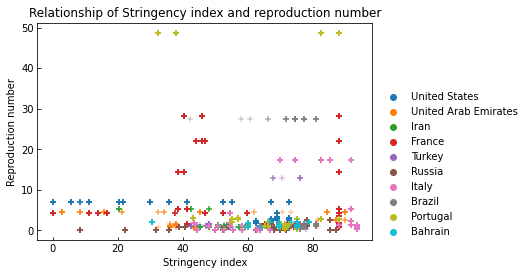 Relationship of Stringency index and reproduction number
50
40
30
20
10
0
Reproduction number
0 20 40 60 80
Stringency index
United States
United Arab Emirates
Iran
France
Turkey
Russia
Italy
Brazil
Portugal
Bahrain